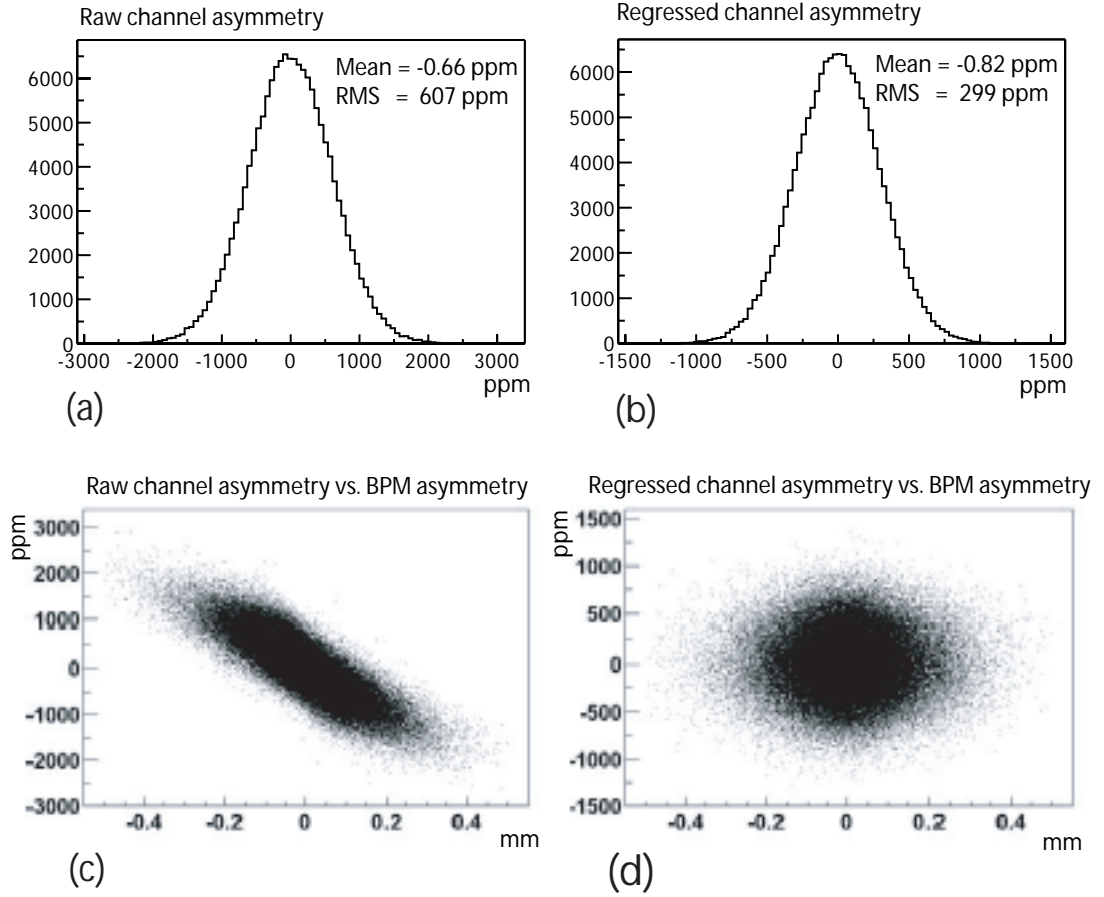 Raw channel asymmetry
Mean = -0.66 ppm
RMS = 607 ppm
6000
5000
4000
3000
2000
1000
0
-3000 -2000 -1000 0 1000 2000 3000
ppm
(a)
Regressed channel asymmetry
Mean = -0.82 ppm
RMS = 299 ppm
6000
5000
4000
3000
2000
1000
0
-1500 -1000 -500 0 500 1000 1500
ppm
(b)
Raw channel asymmetry vs. BPM asymmetry
ppm
3000
2000
1000
0
-1000
-2000
-3000
-0.4 -0.2 0 0.2 0.4
mm
(c)
Regressed channel asymmetry vs. BPM asymmetry
ppm
1500
1000
500
0
-500
-1000
-1500
-0.4 -0.2 0 0.2 0.4
mm
(d)